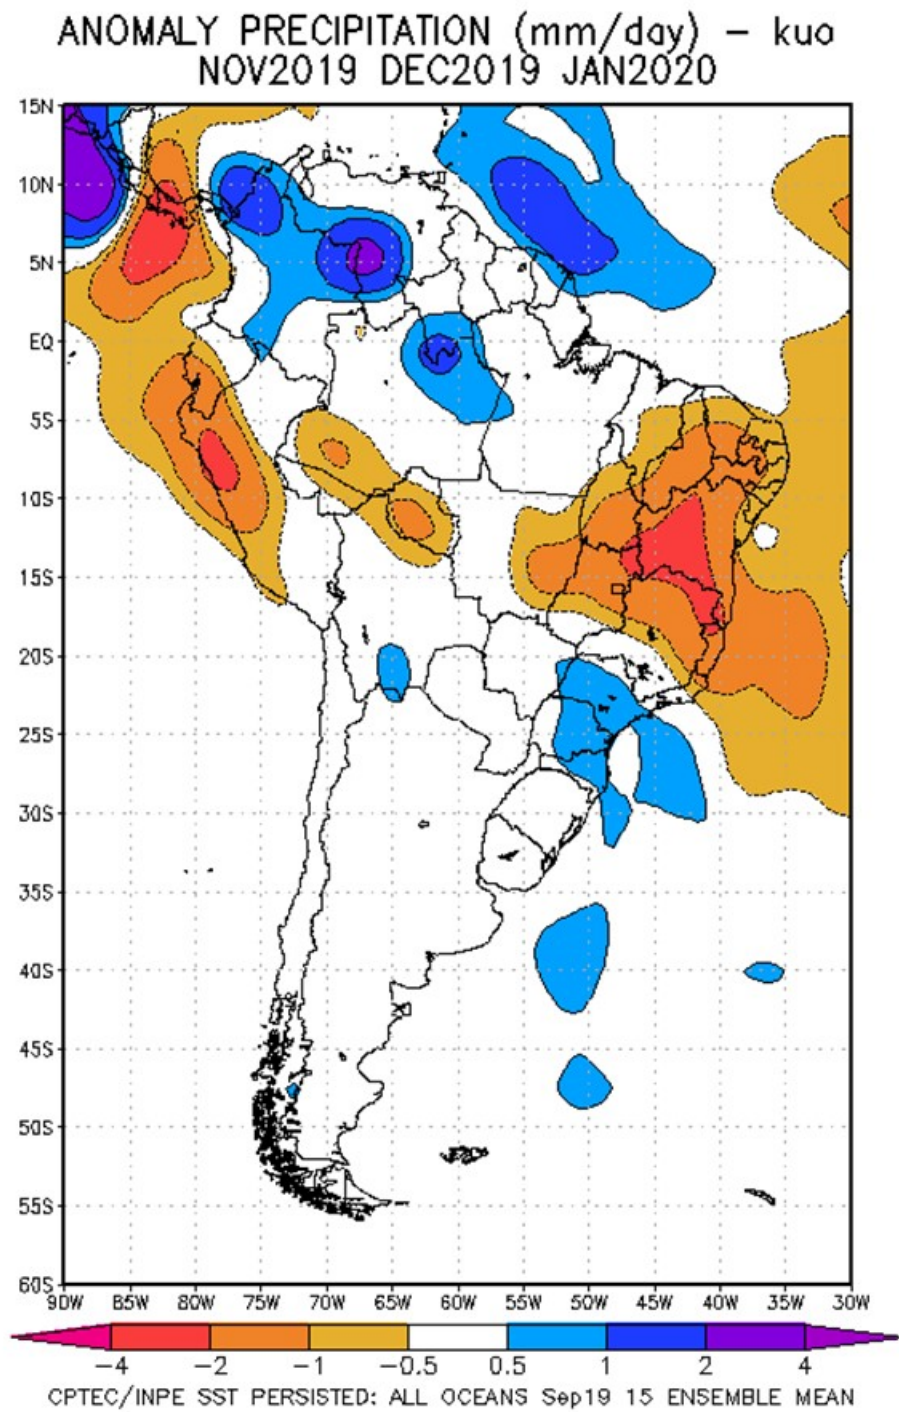 ANOMALY PRECIPITATION (mm/day) – kuo
NOV2019 DEC2019 JAN2020
15N
10N
5N
EQ
5S
10S
15S
20S
25S
30S
35S
40S
45S
50S
55S
60S
90W 85W 80W 75W 70W 65W 60W 55W 50W 45W 40W 35W 30W
−4 −2 −1 −0.5 0.5 1 2 4
CPTEC/INPE SST PERSISTED: ALL OCEANS Sep19 15 ENSEMBLE MEAN